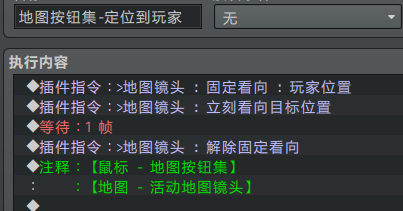 地图按钮集-定位到玩家
无
执行内容
◆插件指令：>地图镜头 : 固定看向 : 玩家位置
◆插件指令：>地图镜头 : 立刻看向目标位置
◆等待：1 帧
◆插件指令：>地图镜头 : 解除固定看向
◆注释：【鼠标 - 地图按钮集】
：　　：【地图 - 活动地图镜头】
◆